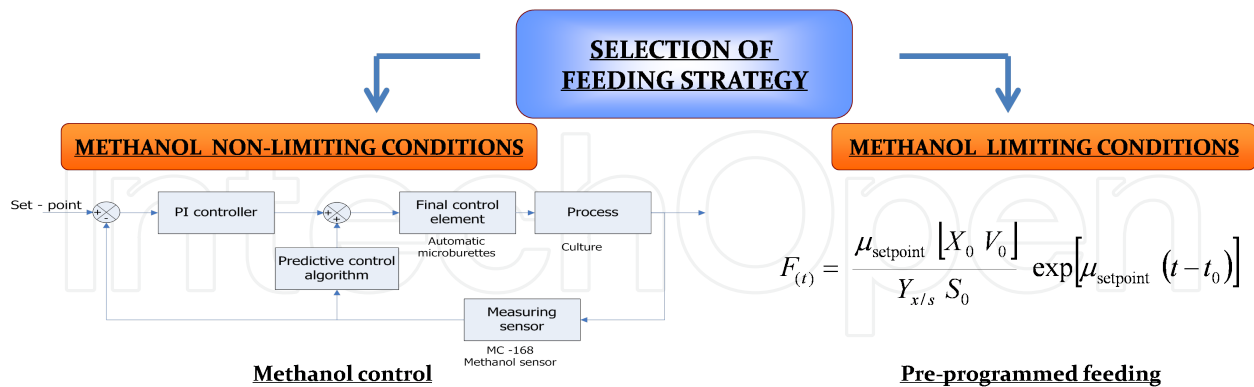 SELECTION OF
FEEDING STRATEGY
METHANOL NON-LIMITING CONDITIONS
METHANOL LIMITING CONDITIONS
Set - point
+
-
PI controller
+
+
Final control
element
Automatic
microburettes
Process
Culture
Predictive control
algorithm
Measuring
sensor
MC -168
Methanol sensor
Methanol control
F(t) = μsetpoint [X0 V0] / Yx/s S0 exp[μsetpoint (t − t0)]
Pre-programmed feeding
IntechOpen